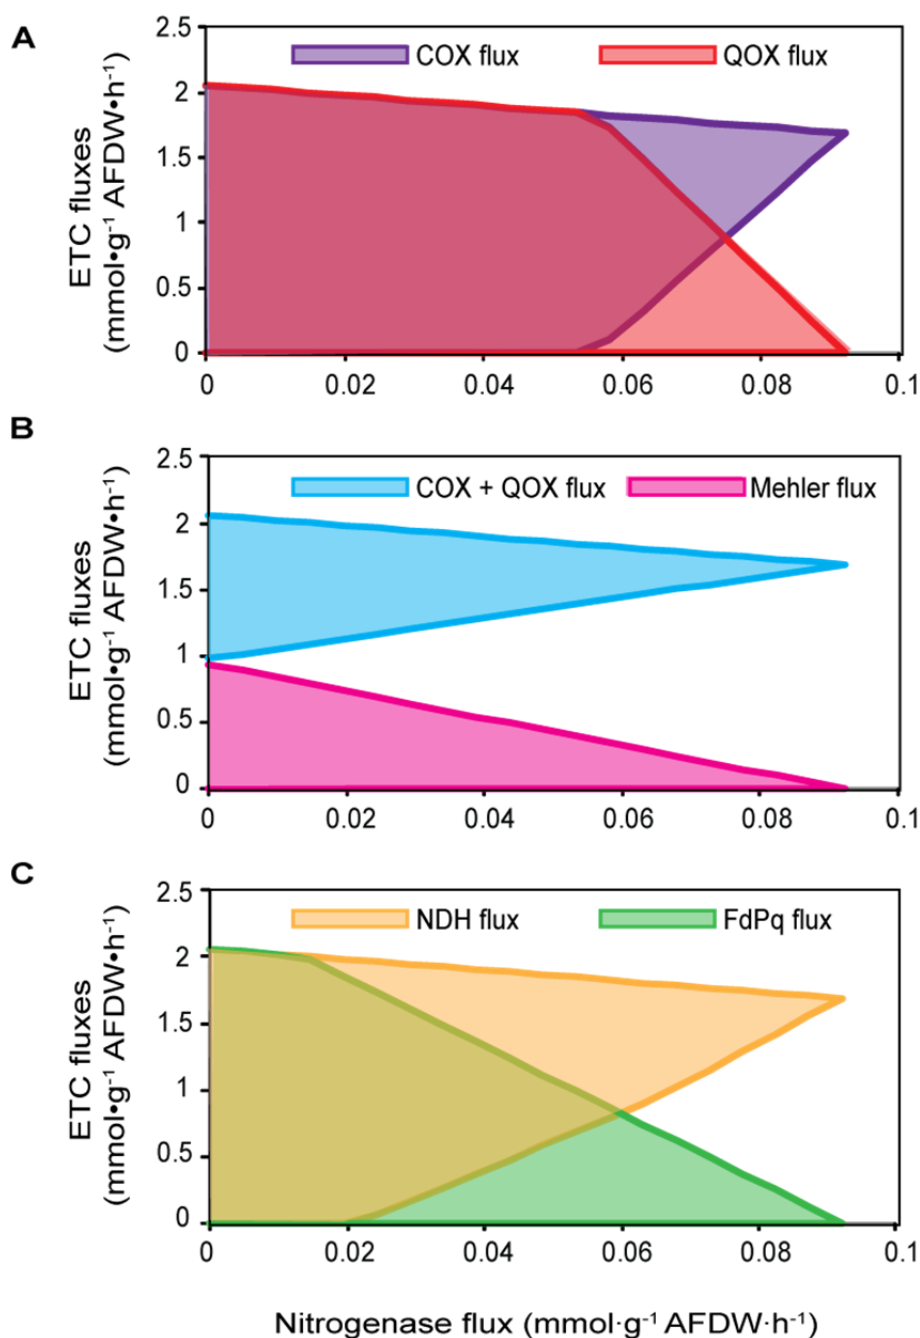 A
COX flux QOX flux
ETC fluxes
(mmol•g⁻¹ AFDW•h⁻¹)
2.5
2
1.5
1
0.5
0
0 0.02 0.04 0.06 0.08 0.1
B
COX + QOX flux Mehler flux
ETC fluxes
(mmol•g⁻¹ AFDW•h⁻¹)
2.5
2
1.5
1
0.5
0
0 0.02 0.04 0.06 0.08 0.1
C
NDH flux FdPq flux
ETC fluxes
(mmol•g⁻¹ AFDW•h⁻¹)
2.5
2
1.5
1
0.5
0
0 0.02 0.04 0.06 0.08 0.1
Nitrogenase flux (mmol·g⁻¹ AFDW·h⁻¹)